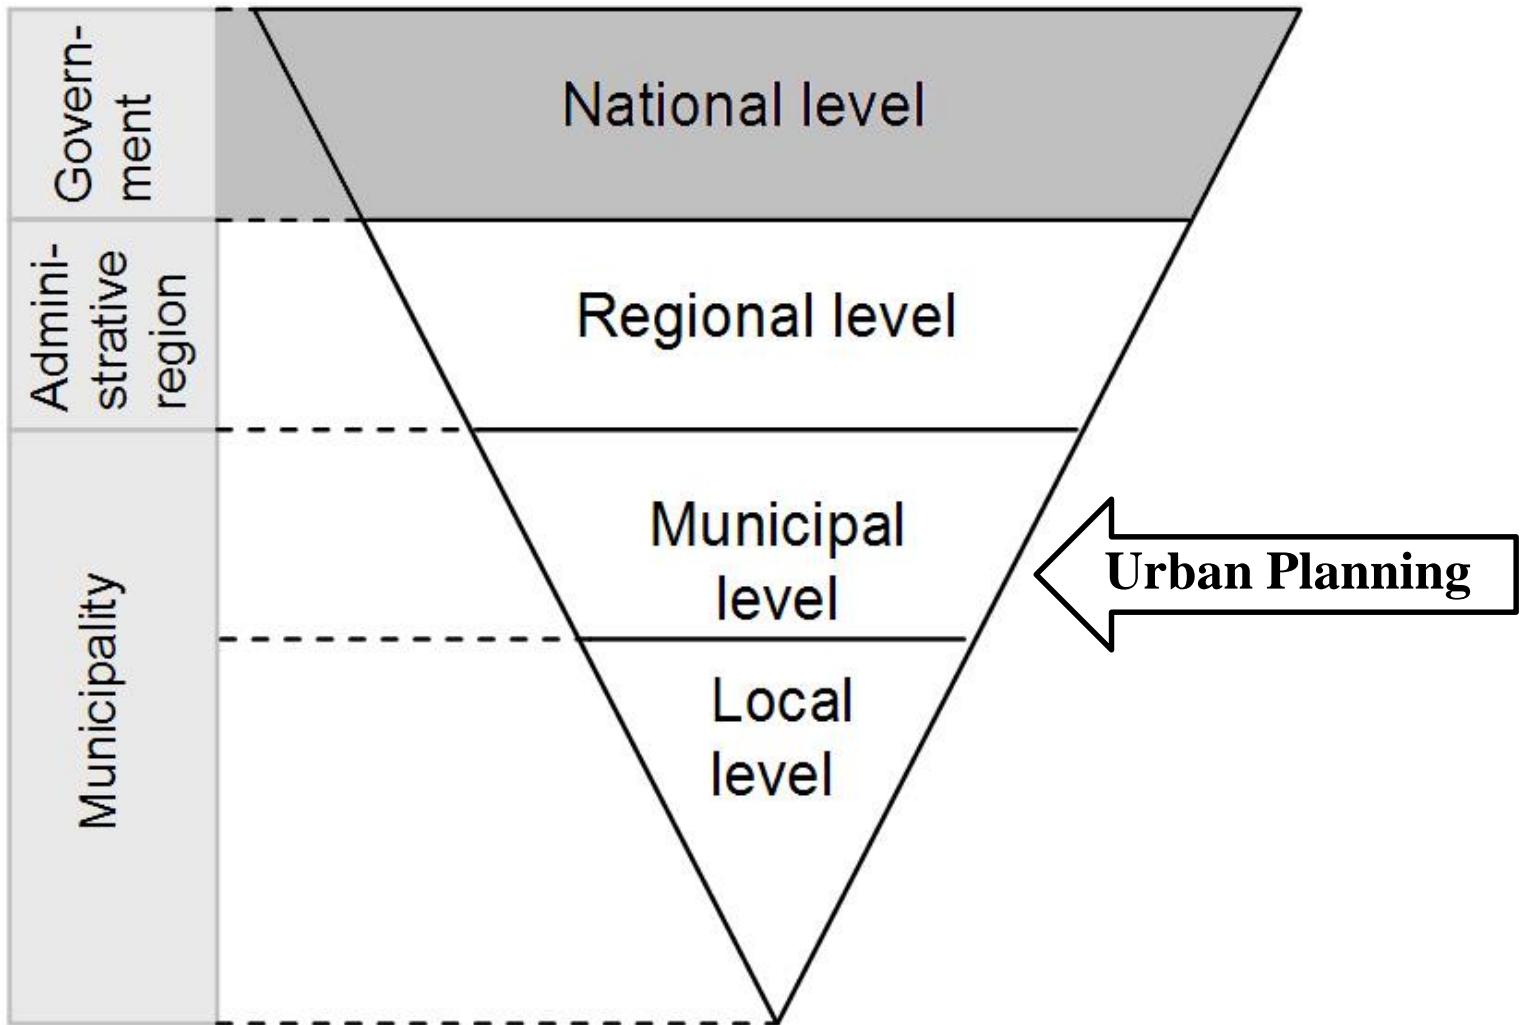 Govern-
ment
National level
Admini-
strative
region
Regional level
Municipality
Municipal
level
Urban Planning
Local
level